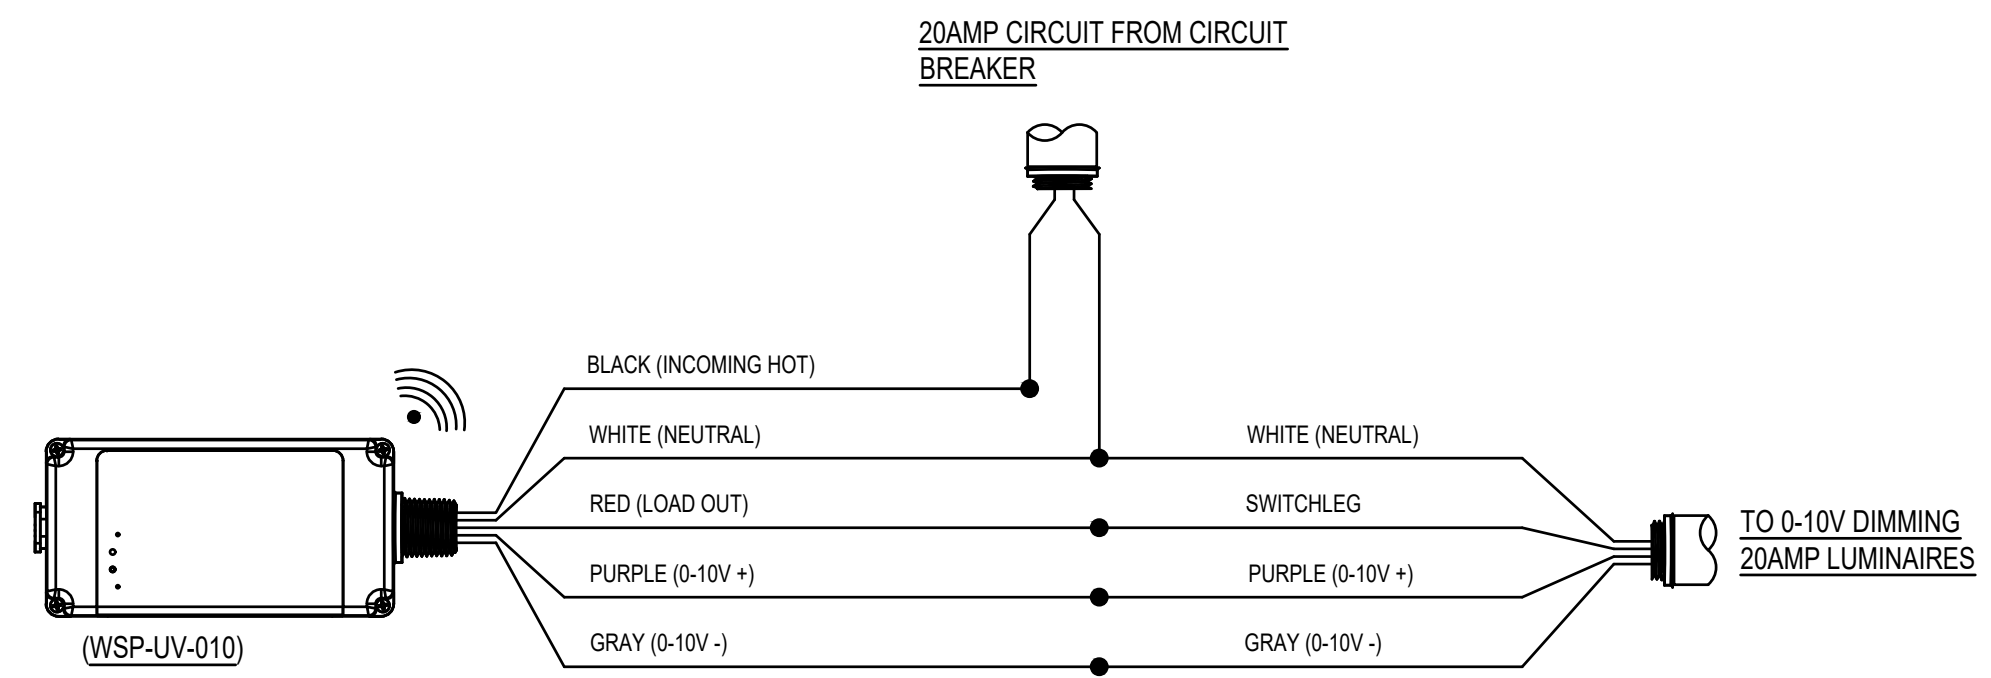 20AMP CIRCUIT FROM CIRCUIT
BREAKER
BLACK (INCOMING HOT)
WHITE (NEUTRAL)
WHITE (NEUTRAL)
RED (LOAD OUT)
SWITCHLEG
TO 0-10V DIMMING
20AMP LUMINAIRES
PURPLE (0-10V +)
PURPLE (0-10V +)
GRAY (0-10V -)
GRAY (0-10V -)
(WSP-UV-010)